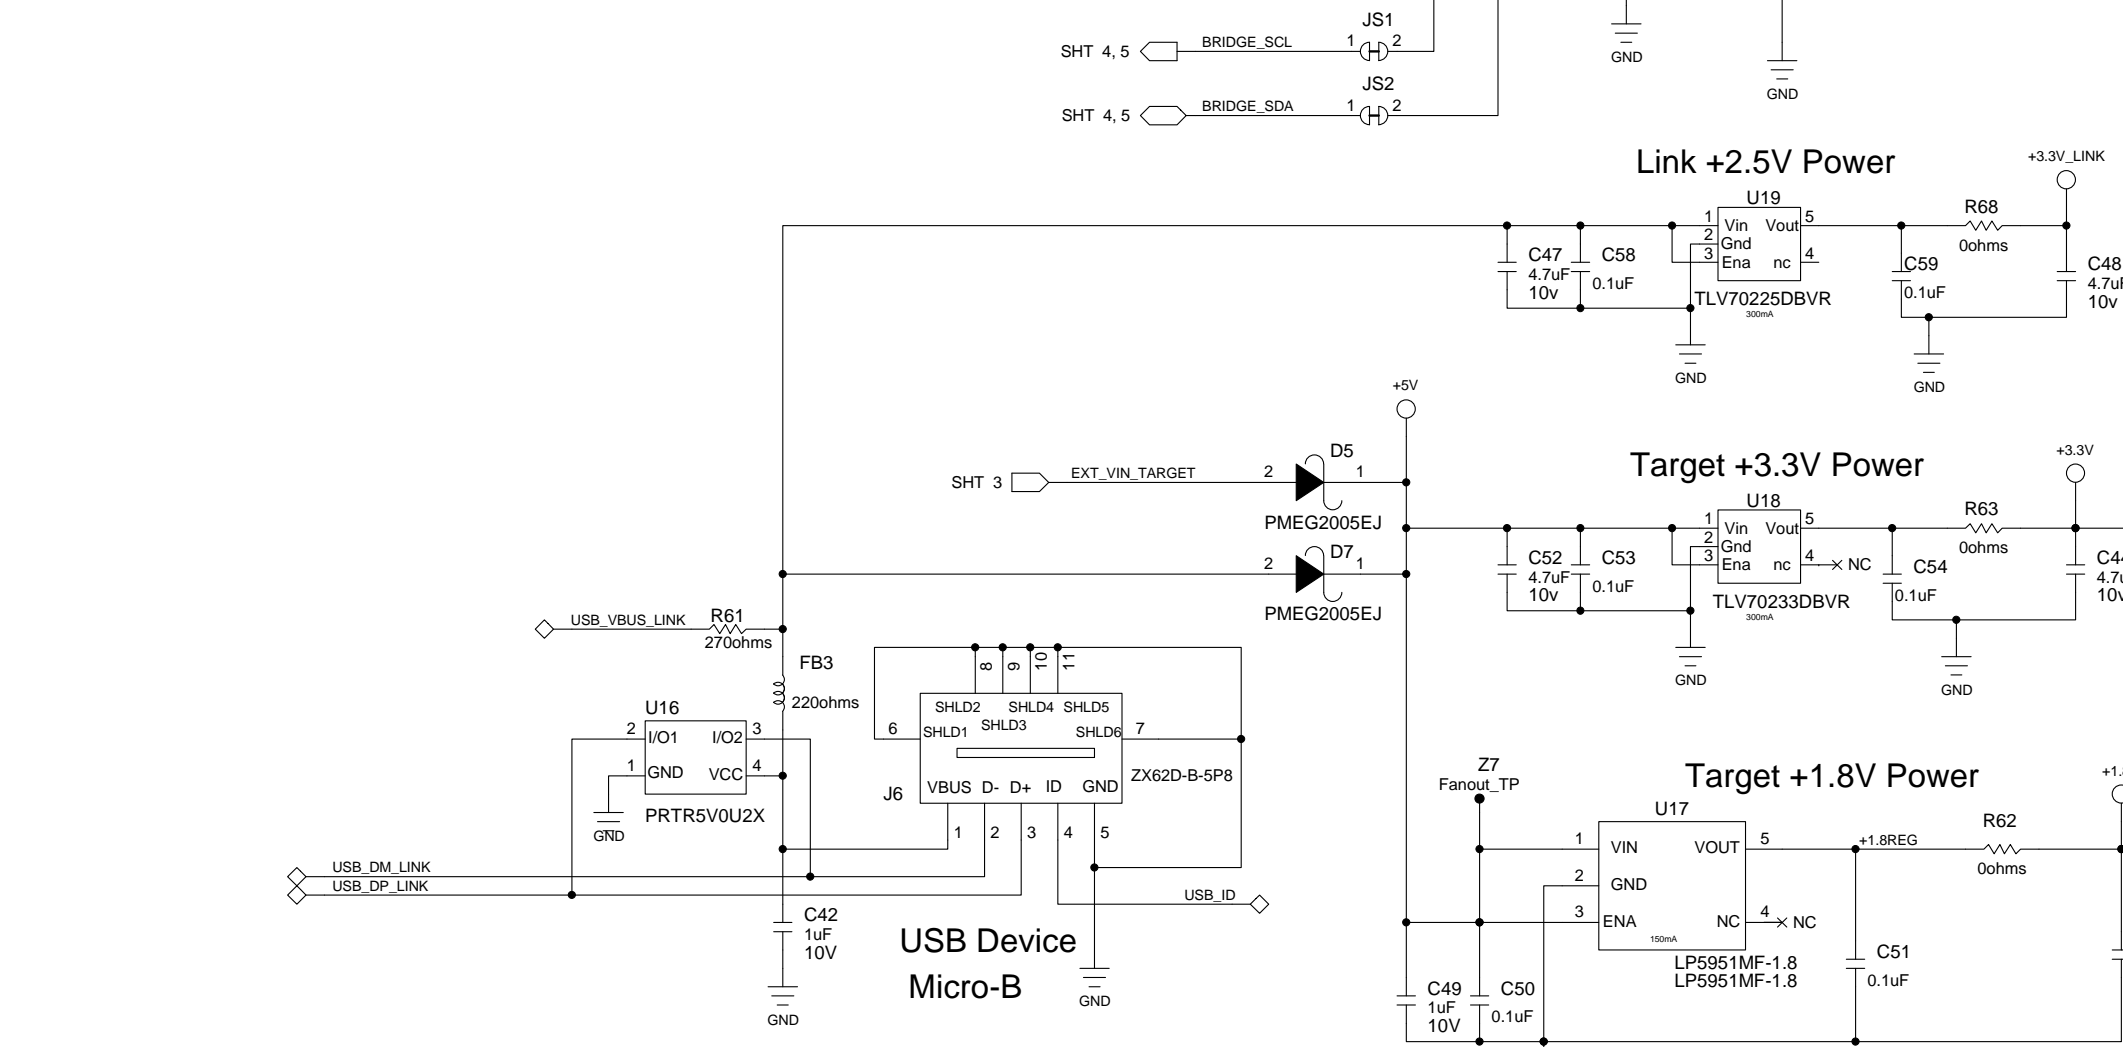 JS1
SHT 4, 5
BRIDGE_SCL
1
2
GND
JS2
SHT 4, 5
BRIDGE_SDA
1
2
GND
Link +2.5V Power
+3.3V_LINK
U19
1
Vin
Vout
5
2
Gnd
3
Ena
nc
4
TLV70225DBVR
300mA
C47
4.7uF
10v
C58
0.1uF
R68
0ohms
C59
0.1uF
C48
4.7uF
10v
GND
GND
+5V
SHT 3
EXT_VIN_TARGET
2
D5
1
PMEG2005EJ
2
D7
1
PMEG2005EJ
Target +3.3V Power
+3.3V
U18
1
Vin
Vout
5
2
Gnd
3
Ena
nc
4
NC
TLV70233DBVR
300mA
C52
4.7uF
10v
C53
0.1uF
R63
0ohms
C54
0.1uF
C44
4.7u
10v
GND
GND
USB_VBUS_LINK
R61
270ohms
FB3
220ohms
U16
2
I/O1
I/O2
3
1
GND
VCC
4
PRTR5V0U2X
GND
8
9
10
11
SHLD2
SHLD4
SHLD5
SHLD3
6
SHLD1
SHLD6
7
ZX62D-B-5P8
J6
VBUS
D-
D+
ID
GND
1
2
3
4
5
USB_DM_LINK
USB_DP_LINK
USB_ID
C42
1uF
10V
GND
USB Device
Micro-B
GND
Z7
Fanout_TP
Target +1.8V Power
+1.
U17
1
VIN
VOUT
5
2
GND
3
ENA
NC
4
NC
150mA
LP5951MF-1.8
LP5951MF-1.8
+1.8REG
R62
0ohms
C49
1uF
10V
C50
0.1uF
C51
0.1uF